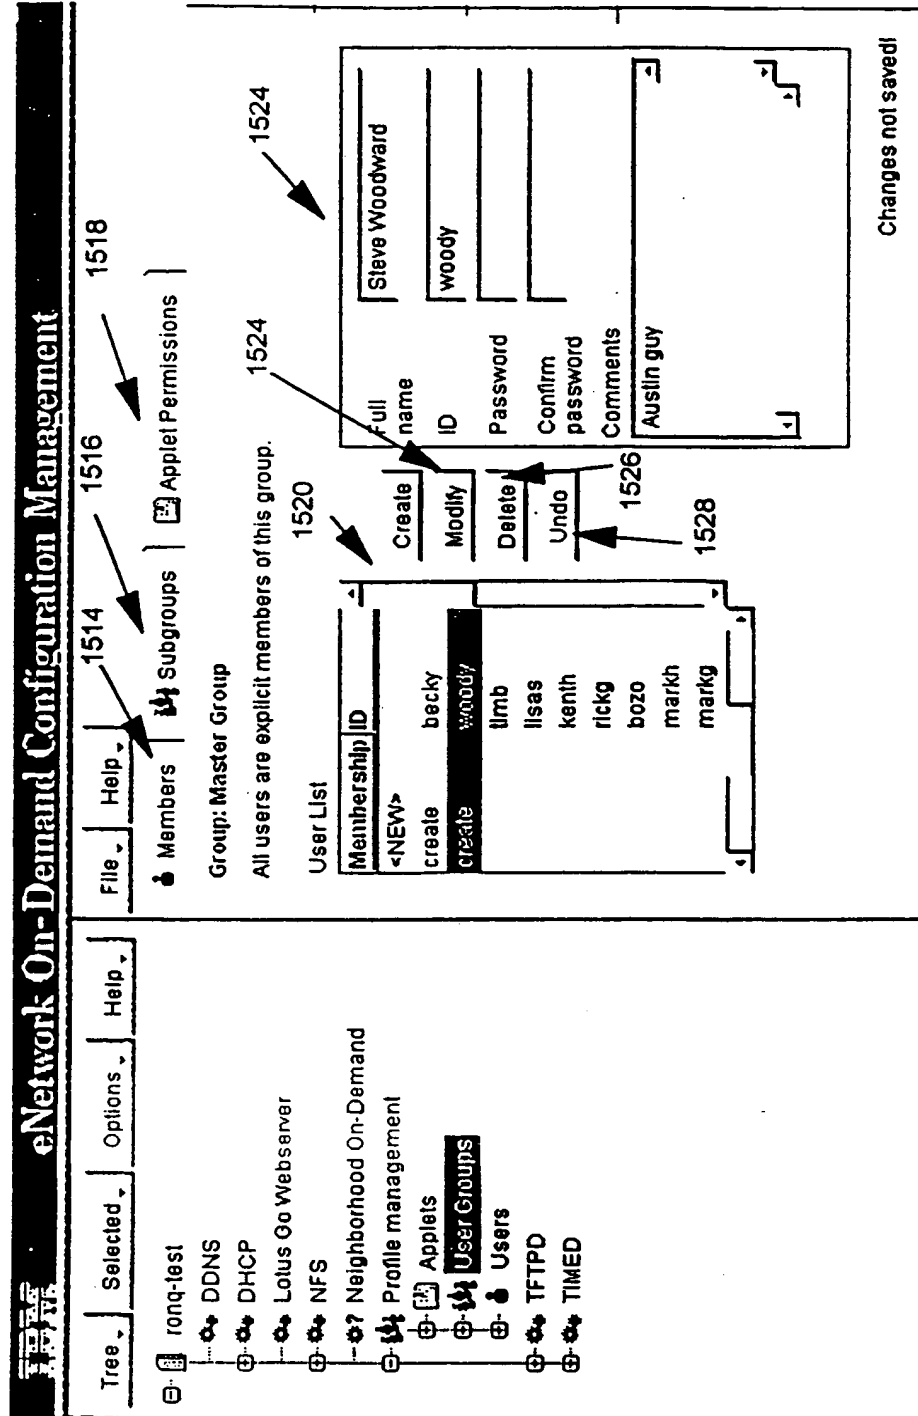 IBM eNetwork On-Demand Configuration Management
Tree Selected Options Help
ronq-test
DDNS
DHCP
Lotus Go Webserver
NFS
Neighborhood On-Demand
Profile management
Applets
User Groups
Users
TFTPD
TIMED
File Help
1514
1516
1518
Members Subgroups Applet Permissions
Group: Master Group
All users are explicit members of this group.
User List
1520
1524
1524
Membership ID
<NEW>
create becky
create woody
timb
lisas
kenth
rickg
bozo
markh
markg
Create
Modify
Delete
Undo
1526
1528
Full name Steve Woodward
ID woody
Password
Confirm password
Comments
Austin guy
Changes not saved!